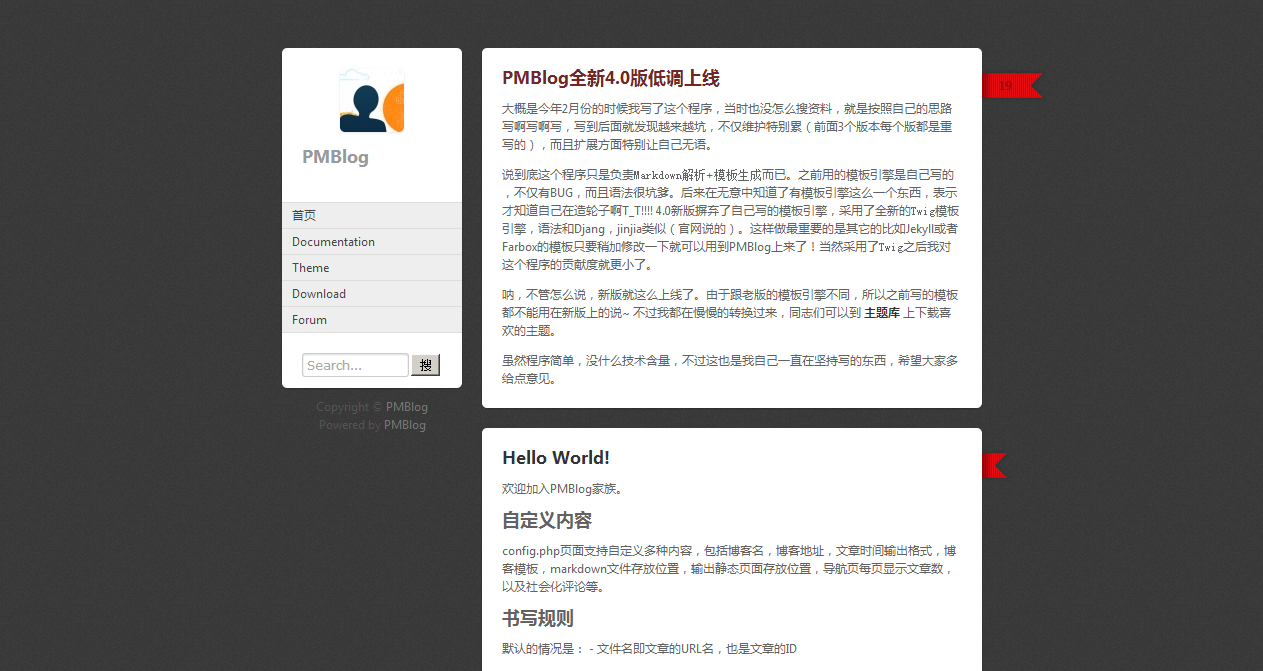 PMBlog
首页
Documentation
Theme
Download
Forum
Search...
搜
Copyright © PMBlog
Powered by PMBlog
PMBlog全新4.0版低调上线
19
大概是今年2月份的时候我写了这个程序，当时也没怎么搜资料，就是按照自己的思路
写啊写啊写，写到后面就发现越来越坑，不仅维护特别累（前面3个版本每个版都是重
写的），而且扩展方面特别让自己无语。
说到底这个程序只是负责Markdown解析+模板生成而已。之前用的模板引擎是自己写的
，不仅有BUG，而且语法很坑爹。后来在无意中知道了有模板引擎这么一个东西，表示
才知道自己在造轮子啊T_T!!!! 4.0新版摒弃了自己写的模板引擎，采用了全新的Twig模板
引擎，语法和Djang，jinjia类似（官网说的）。这样做最重要的是其它的比如Jekyll或者
Farbox的模板只要稍加修改一下就可以用到PMBlog上来了！当然采用了Twig之后我对
这个程序的贡献度就更小了。
呐，不管怎么说，新版就这么上线了。由于跟老版的模板引擎不同，所以之前写的模板
都不能用在新版上的说~ 不过我都在慢慢的转换过来，同志们可以到 主题库 上下载喜
欢的主题。
虽然程序简单，没什么技术含量，不过这也是我自己一直在坚持写的东西，希望大家多
给点意见。
Hello World!
欢迎加入PMBlog家族。
自定义内容
config.php页面支持自定义多种内容，包括博客名，博客地址，文章时间输出格式，博
客模板，markdown文件存放位置，输出静态页面存放位置，导航页每页显示文章数，
以及社会化评论等。
书写规则
默认的情况是： - 文件名即文章的URL名，也是文章的ID